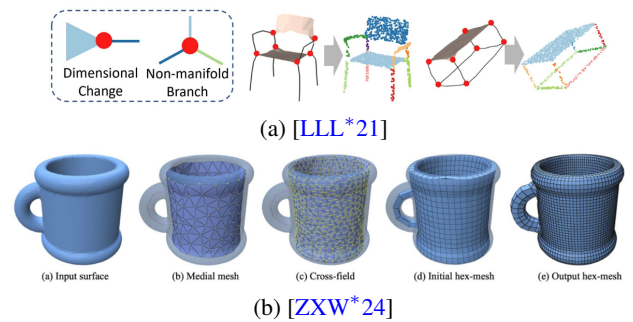 Dimensional
Change
Non-manifold
Branch
(a) [LLL*21]
(a) Input surface
(b) Medial mesh
(c) Cross-field
(d) Initial hex-mesh
(e) Output hex-mesh
(b) [ZXW*24]